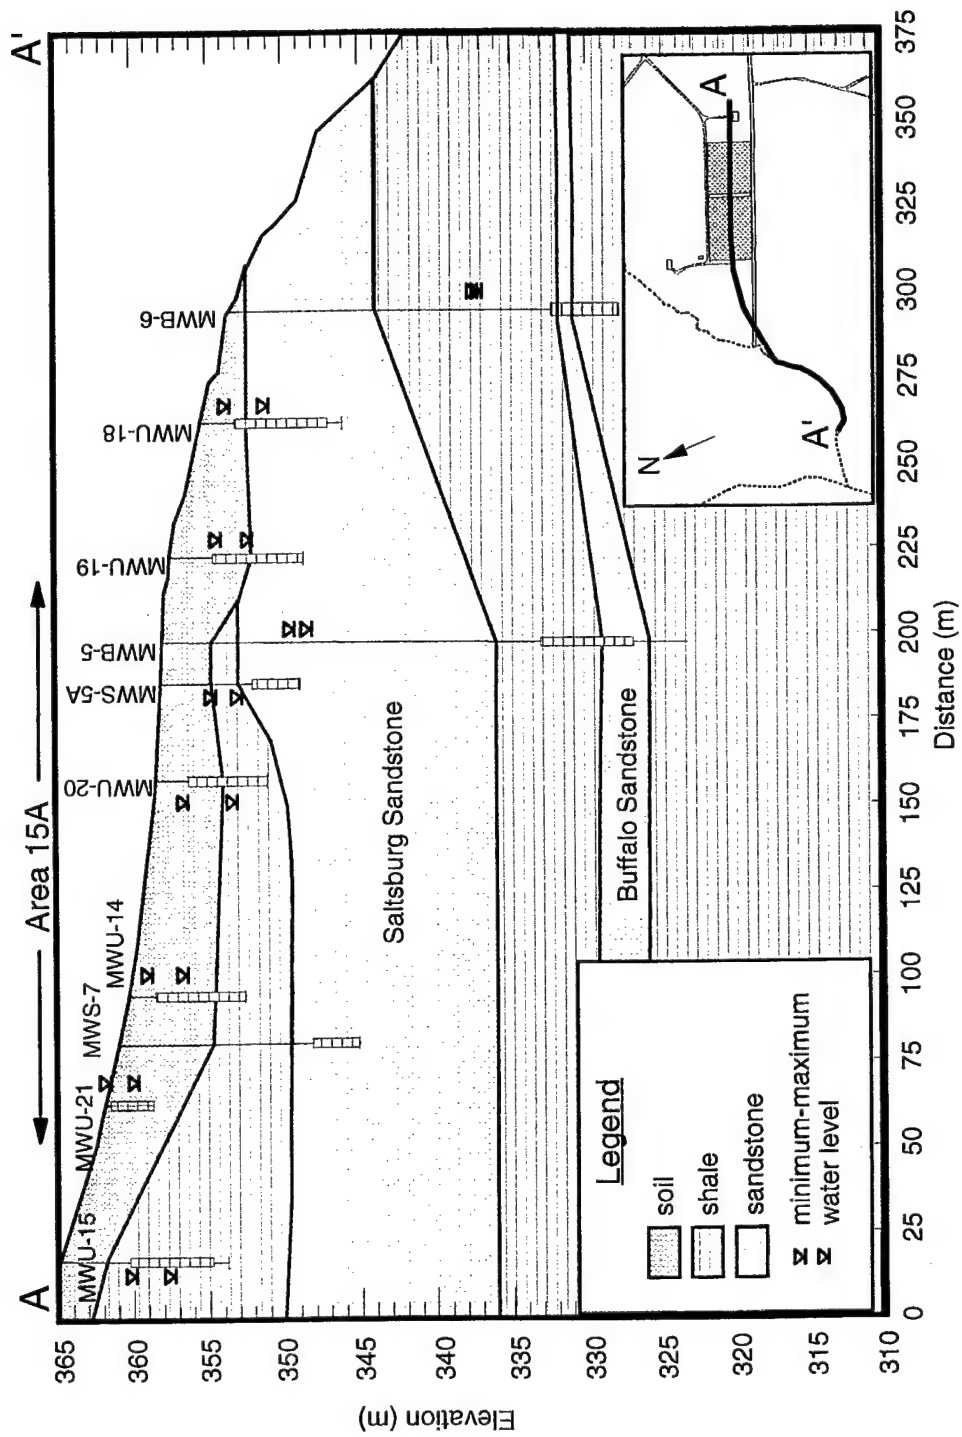 A
A'
Area 15A
MWU-15
MWU-21
MWS-7
MWU-14
MWU-20
MWS-5A
MWB-5
MWU-19
MWU-18
MWB-6
Saltsburg Sandstone
Buffalo Sandstone
Elevation (m)
365
360
355
350
345
340
335
330
325
320
315
310
Legend
soil
shale
sandstone
minimum-maximum
water level
N
A
A'
0
25
50
75
100
125
150
175
200
225
250
275
300
325
350
375
Distance (m)